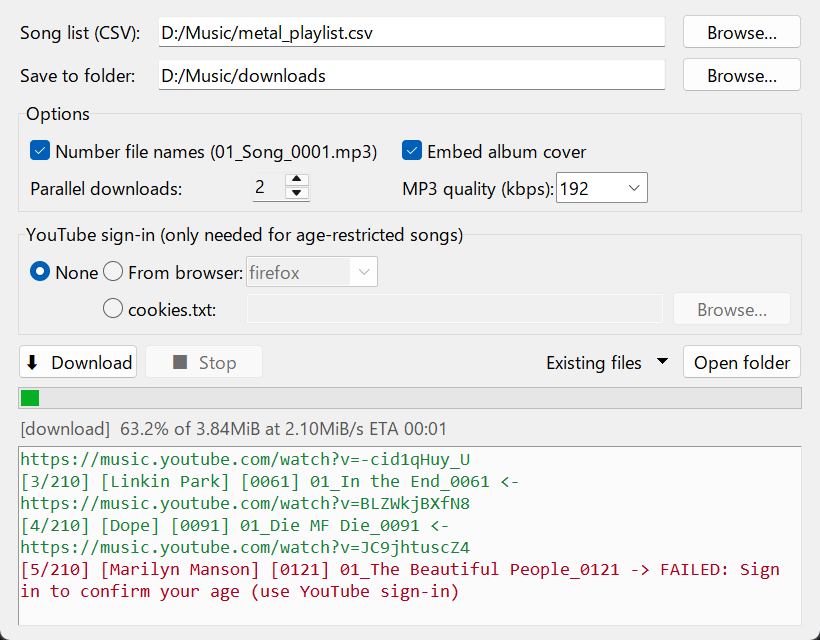 Song list (CSV): D:/Music/metal_playlist.csv Browse...
Save to folder: D:/Music/downloads Browse...
Options
Number file names (01_Song_0001.mp3) Embed album cover
Parallel downloads: 2 MP3 quality (kbps): 192
YouTube sign-in (only needed for age-restricted songs)
None From browser: firefox
cookies.txt: Browse...
Download Stop Existing files Open folder
[download] 63.2% of 3.84MiB at 2.10MiB/s ETA 00:01
https://music.youtube.com/watch?v=-cid1qHuy_U
[3/210] [Linkin Park] [0061] 01_In the End_0061 <-
https://music.youtube.com/watch?v=BLZWkjBXfN8
[4/210] [Dope] [0091] 01_Die MF Die_0091 <-
https://music.youtube.com/watch?v=JC9jhtuscZ4
[5/210] [Marilyn Manson] [0121] 01_The Beautiful People_0121 -> FAILED: Sign
in to confirm your age (use YouTube sign-in)